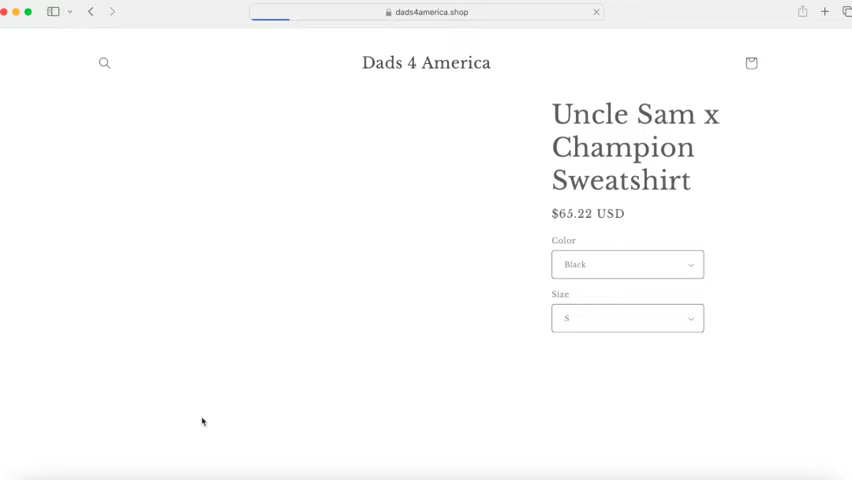 dads4america.shop
Dads 4 America
Uncle Sam x
Champion
Sweatshirt
$65.22 USD
Color
Black
Size
S